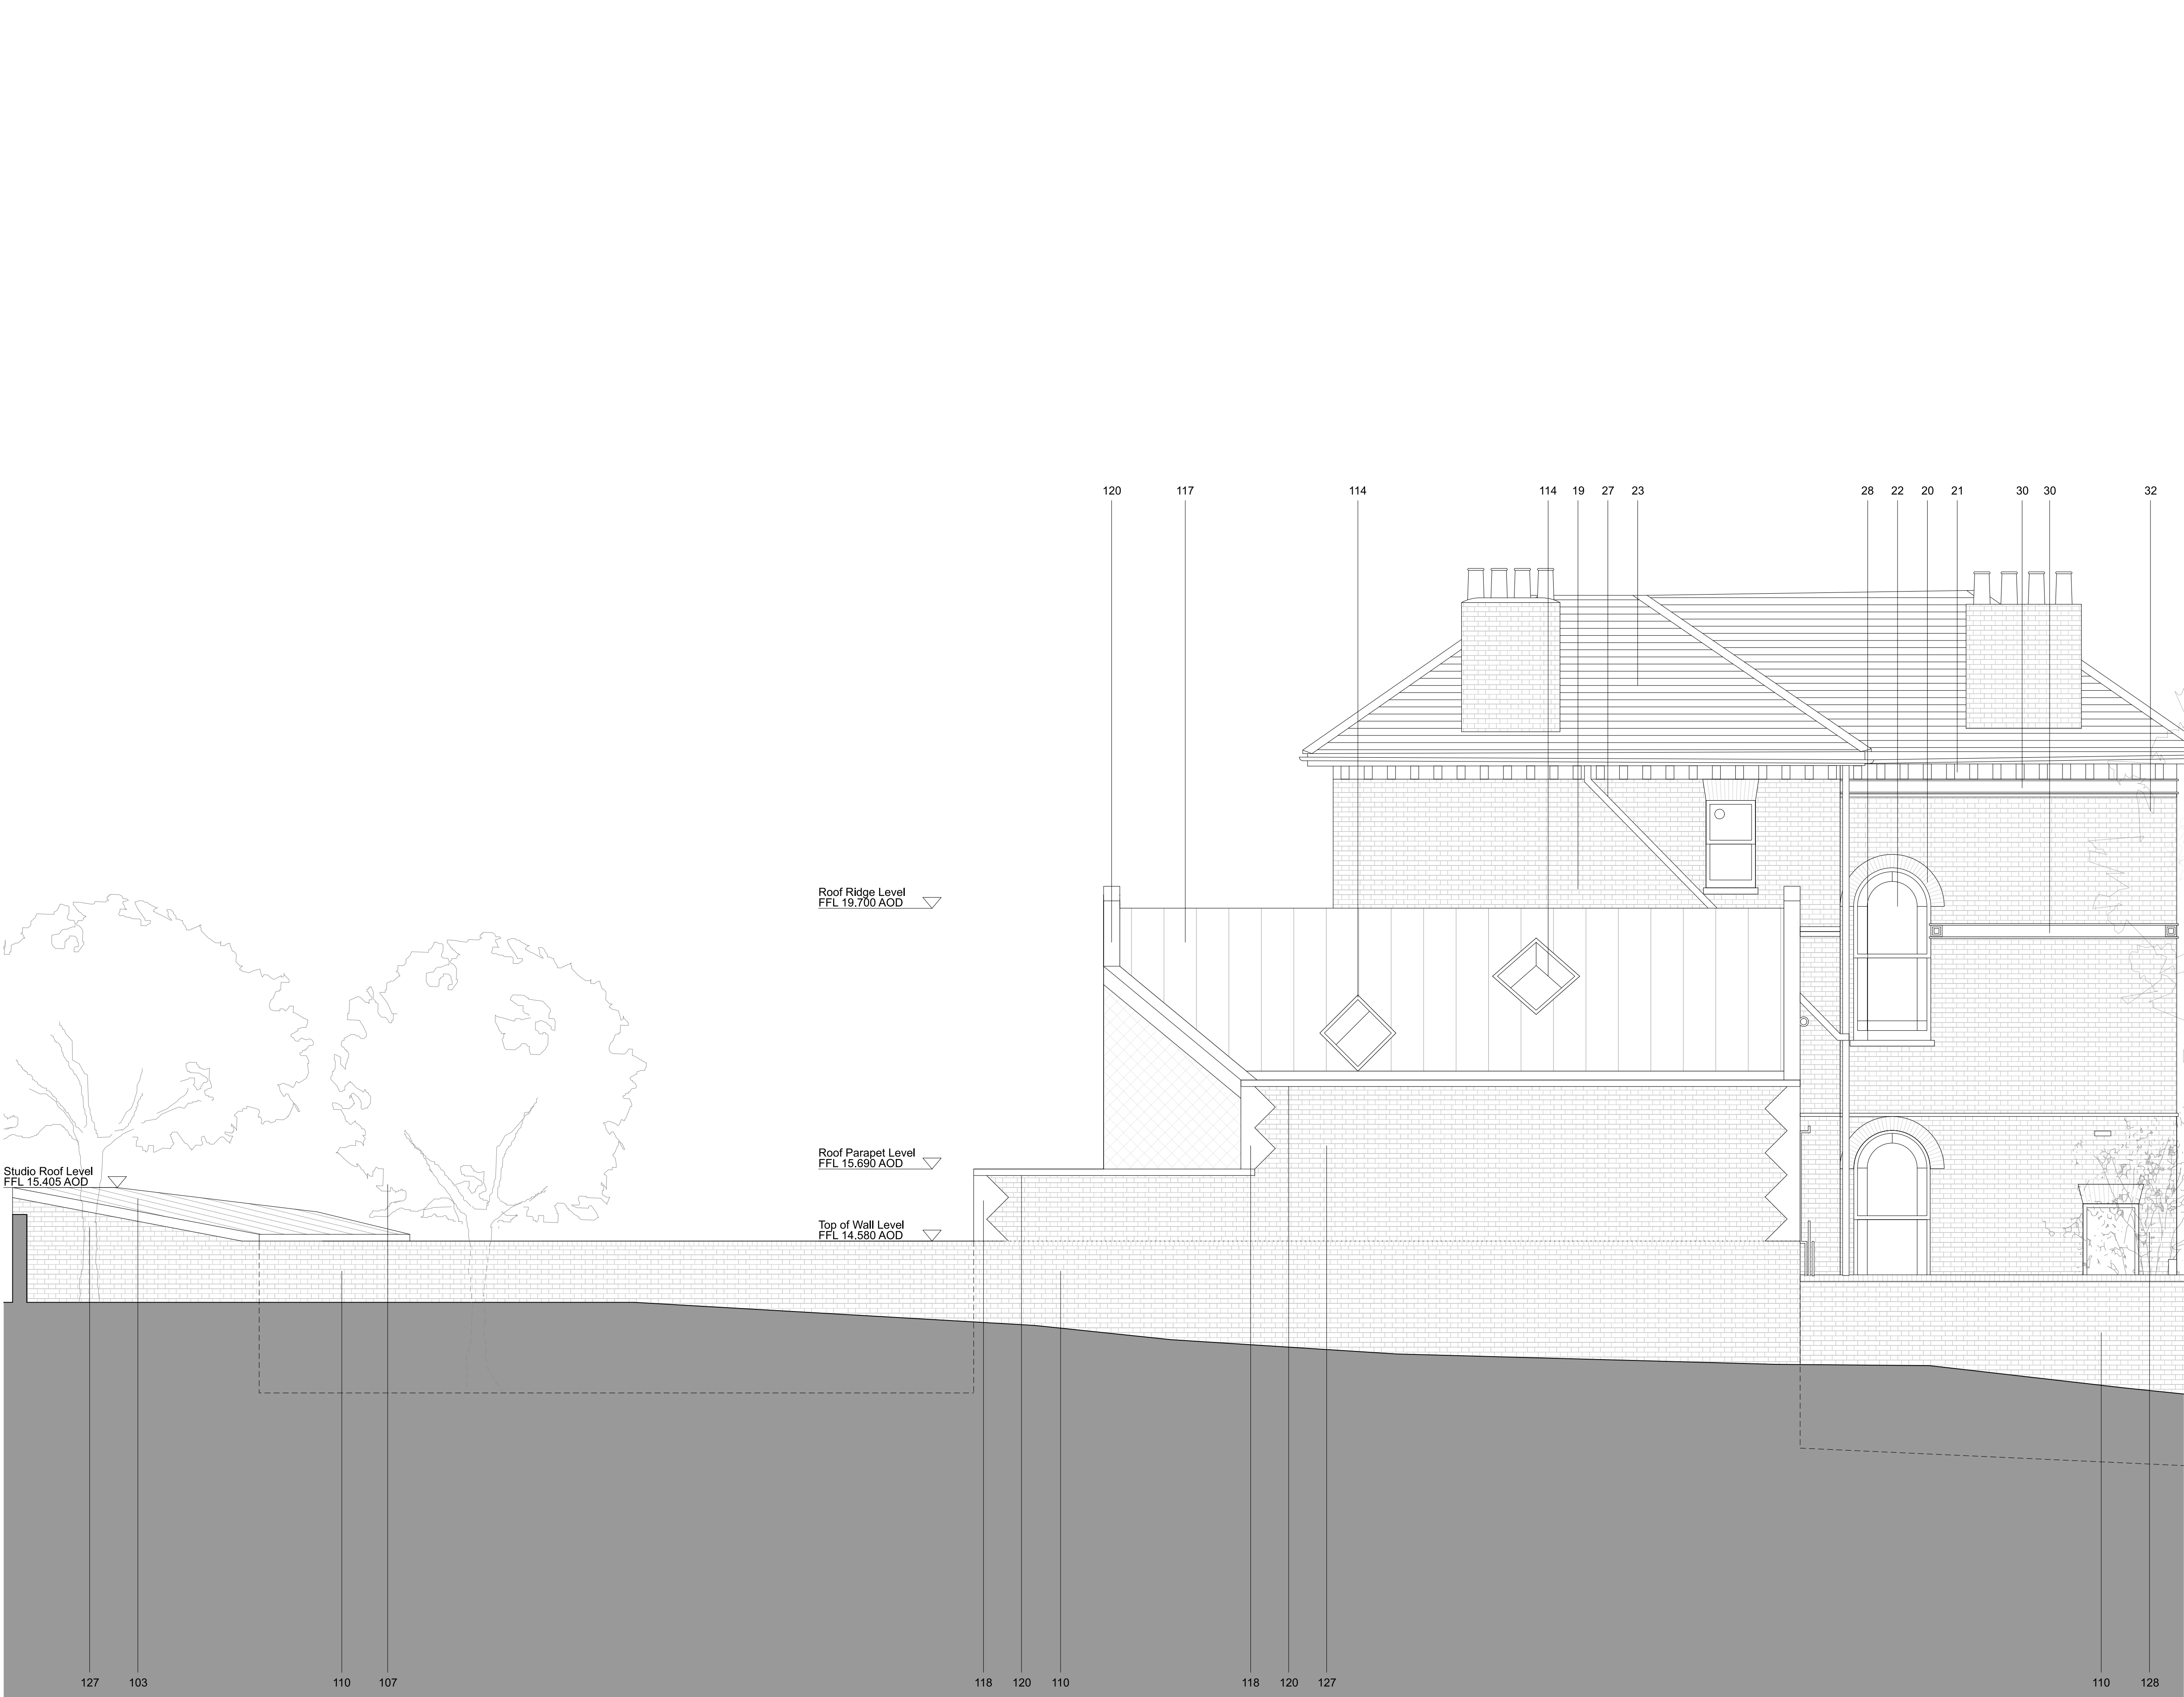 120 117 114 114 19 27 23 28 22 20 21 30 30 32
Roof Ridge Level
FFL 19.700 AOD
Roof Parapet Level
FFL 15.690 AOD
Studio Roof Level
FFL 15.405 AOD
Top of Wall Level
FFL 14.580 AOD
127 103 110 107 118 120 110 118 120 127 110 128